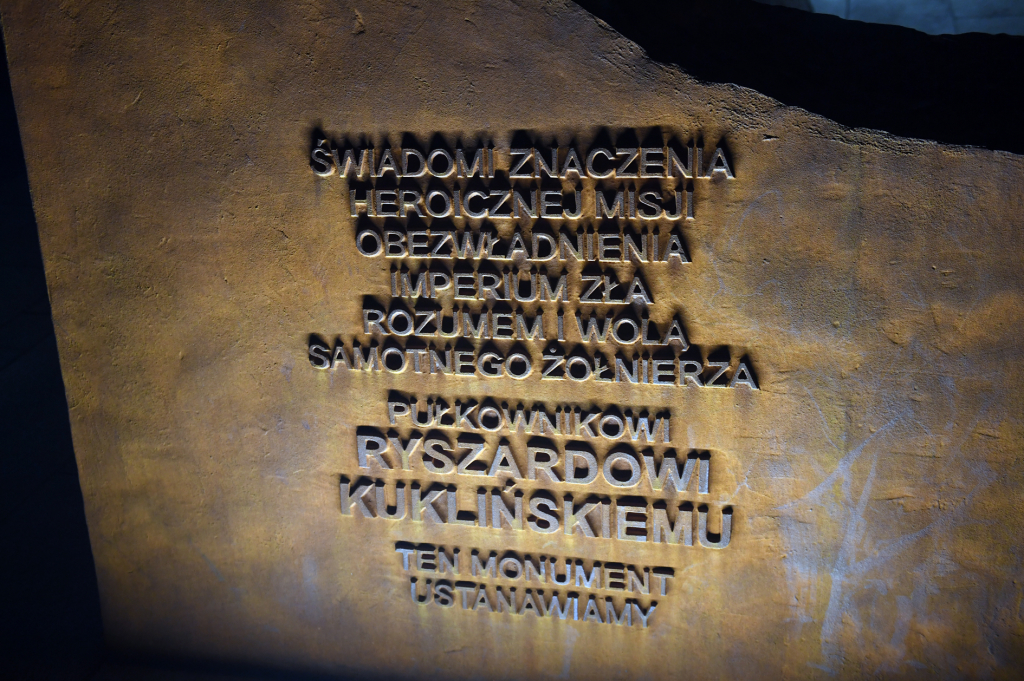 ŚWIADOMI ZNACZENIA
HEROICZNEJ MISJI
OBEZWŁADNIENIA
IMPERIUM ZŁA
ROZUMEM I WOLĄ
SAMOTNEGO ŻOŁNIERZA
PUŁKOWNIKOWI
RYSZARDOWI
KUKLIŃSKIEMU
TEN MONUMENT
USTANAWIAMY